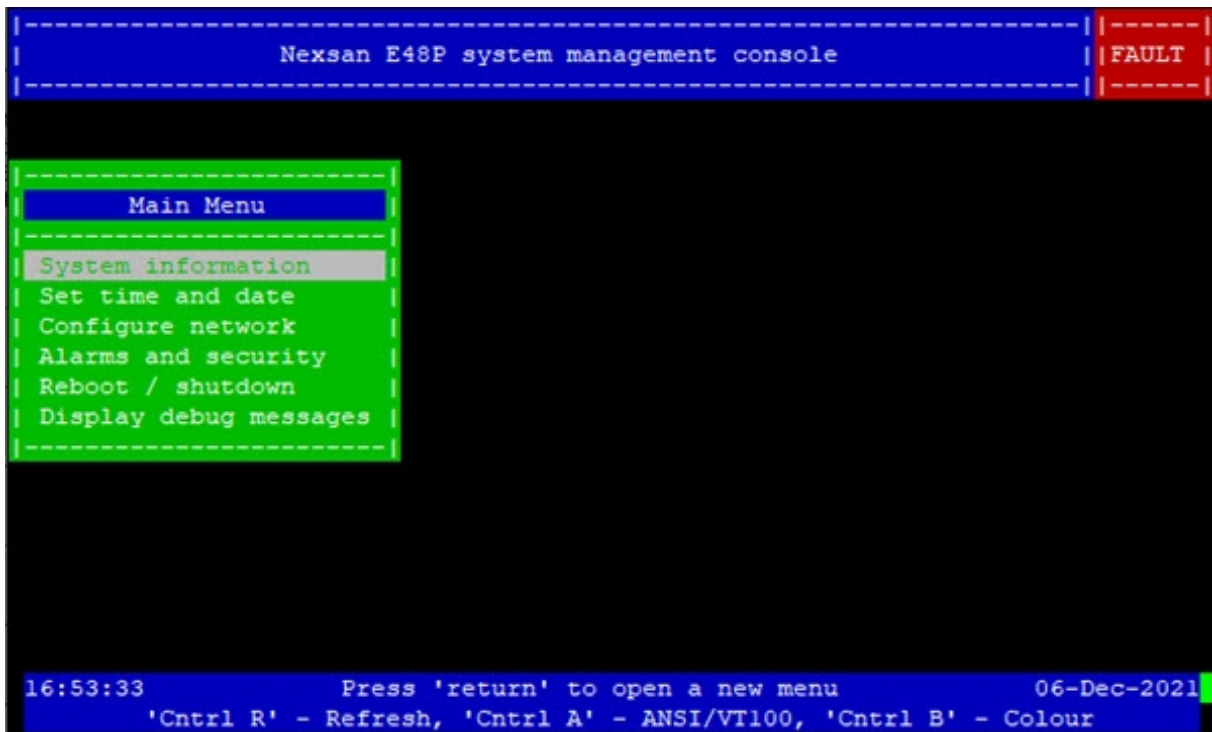 Nexsan E48P system management console
FAULT
Main Menu
System information
Set time and date
Configure network
Alarms and security
Reboot / shutdown
Display debug messages
16:53:33 Press 'return' to open a new menu 06-Dec-2021
'Cntrl R' - Refresh, 'Cntrl A' - ANSI/VT100, 'Cntrl B' - Colour